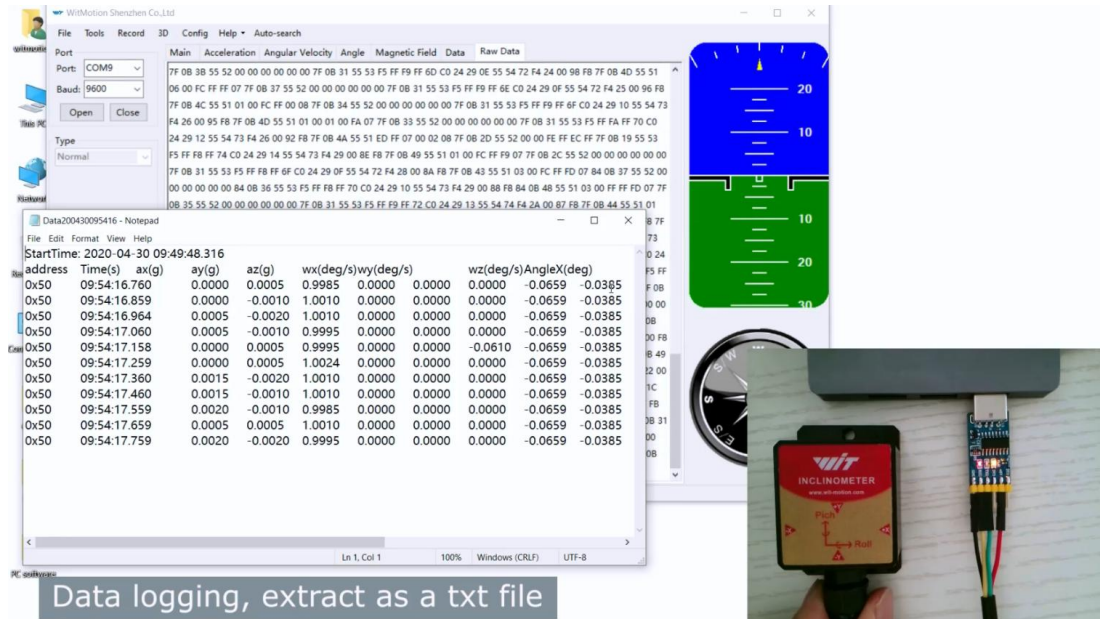 WitMotion Shenzhen Co.,Ltd
File Tools Record 3D Config Help Auto-search
Port
Port: COM9
Baud: 9600
Open Close
Type
Normal
Main Acceleration Angular Velocity Angle Magnetic Field Data Raw Data
7F 0B 3B 55 52 00 00 00 00 00 00 7F 0B 31 55 53 F5 FF F9 FF 6D C0 24 29 0E 55 54 72 F4 24 00 98 FB 7F 0B 4D 55 51
06 00 FC FF FF 07 7F 0B 37 55 52 00 00 00 00 00 00 7F 0B 31 55 53 F5 FF F9 FF 6E C0 24 29 0F 55 54 72 F4 25 00 96 FB
7F 0B 4C 55 51 01 00 FC FF 00 08 7F 0B 34 55 52 00 00 00 00 00 00 7F 0B 31 55 53 F5 FF F9 FF 6F C0 24 29 10 55 54 73
F4 26 00 95 FB 7F 0B 4D 55 51 01 00 01 00 FA 07 7F 0B 33 55 52 00 00 00 00 00 00 7F 0B 31 55 53 F5 FF FA FF 70 C0
24 29 12 55 54 73 F4 26 00 92 F8 7F 0B 4A 55 51 ED FF 07 00 02 08 7F 0B 2D 55 52 00 00 FE FF EC FF 7F 0B 19 55 53
F5 FF F8 FF 74 C0 24 29 14 55 54 73 F4 29 00 8E F8 7F 0B 49 55 51 01 00 FC FF F9 07 7F 0B 2C 55 52 00 00 00 00 00 00
7F 0B 31 55 53 F5 FF F8 FF 6F C0 24 29 0F 55 54 72 F4 28 00 8A F8 7F 0B 43 55 51 03 00 FC FF FD 07 84 0B 37 55 52 00
00 00 00 00 00 84 0B 36 55 53 F5 FF FB FF 70 C0 24 29 10 55 54 73 F4 29 00 88 F8 84 0B 48 55 51 03 00 FF FF FD 07 7F
0B 35 55 52 00 00 00 00 00 00 7F 0B 31 55 53 F5 FF F9 FF 72 C0 24 29 13 55 54 74 F4 2A 00 87 FB 7F 0B 44 55 51 01
20
10
10
20
30
Data200430095416 - Notepad
File Edit Format View Help
StartTime: 2020-04-30 09:49:48.316
address Time(s) ax(g) ay(g) az(g) wx(deg/s)wy(deg/s) wz(deg/s)AngleX(deg)
0x50 09:54:16.760 0.0000 0.0005 0.9985 0.0000 0.0000 0.0000 -0.0659 -0.0385
0x50 09:54:16.859 0.0000 -0.0010 1.0010 0.0000 0.0000 0.0000 -0.0659 -0.0385
0x50 09:54:16.964 0.0005 -0.0020 1.0010 0.0000 0.0000 0.0000 -0.0659 -0.0385
0x50 09:54:17.060 0.0005 -0.0010 0.9995 0.0000 0.0000 0.0000 -0.0659 -0.0385
0x50 09:54:17.158 0.0000 0.0005 0.9995 0.0000 0.0000 -0.0610 -0.0659 -0.0385
0x50 09:54:17.259 0.0000 0.0005 1.0024 0.0000 0.0000 0.0000 -0.0659 -0.0385
0x50 09:54:17.360 0.0015 -0.0020 1.0010 0.0000 0.0000 0.0000 -0.0659 -0.0385
0x50 09:54:17.460 0.0015 -0.0010 1.0010 0.0000 0.0000 0.0000 -0.0659 -0.0385
0x50 09:54:17.559 0.0020 -0.0010 0.9985 0.0000 0.0000 0.0000 -0.0659 -0.0385
0x50 09:54:17.659 0.0005 0.0005 1.0010 0.0000 0.0000 0.0000 -0.0659 -0.0385
0x50 09:54:17.759 0.0020 -0.0020 0.9995 0.0000 0.0000 0.0000 -0.0659 -0.0385
Ln 1, Col 1 100% Windows (CRLF) UTF-8
This PC
Network
PC software
S/W
S
S/E
WIT
INCLINOMETER
www.wit-motion.com
Pich
Roll
Data logging, extract as a txt file